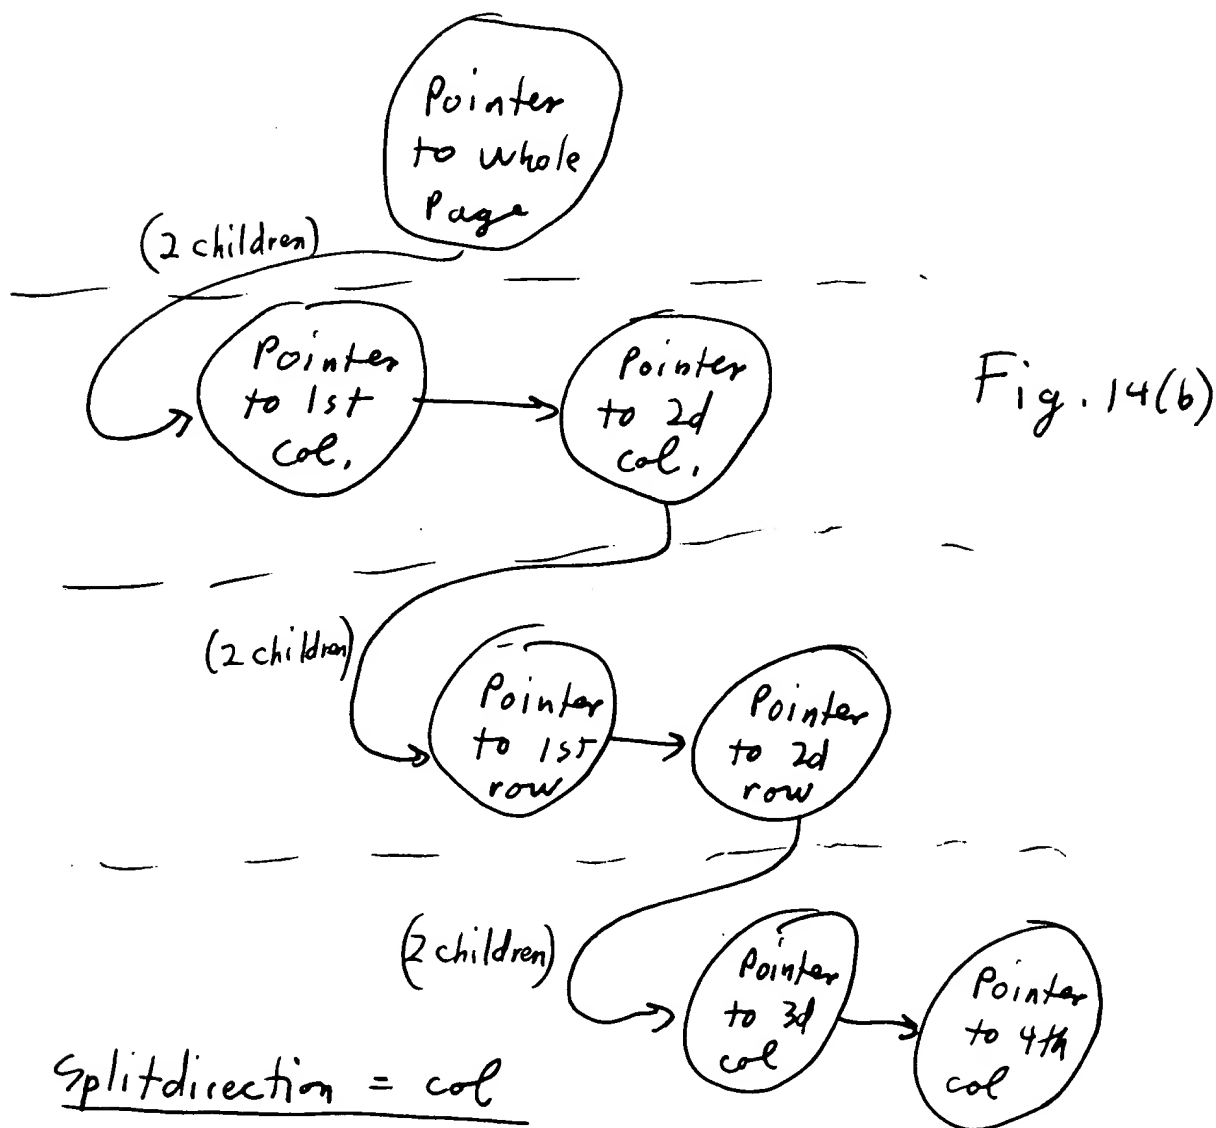 Pointer
to whole
Page
(2 children)
Pointer
to 1st
col.
Pointer
to 2d
col.
Fig. 14(b)
(2 children)
Pointer
to 1st
row
Pointer
to 2d
row
(2 children)
Pointer
to 3d
col
Pointer
to 4th
col
Splitdirection = col